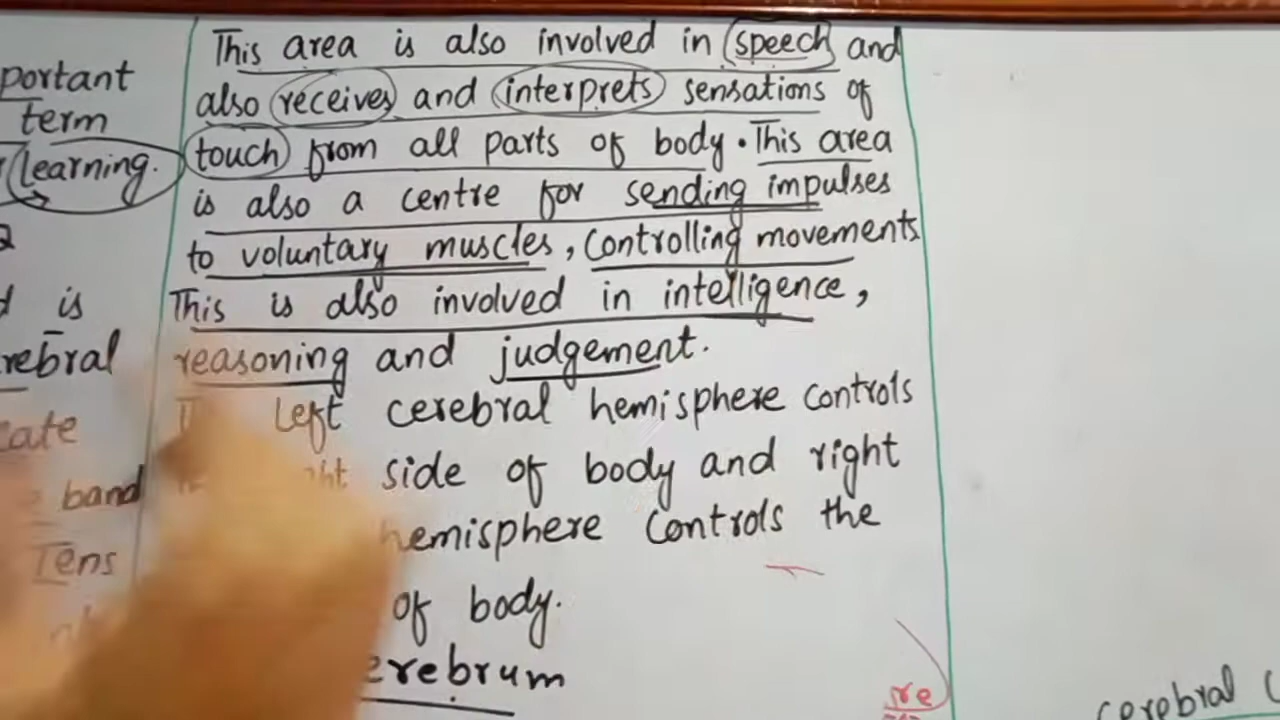 portant
term
learning.
is
rebral
cate
band
Tens
This area is also involved in speech and
also receives and interprets sensations of
touch from all parts of body. This area
is also a centre for sending impulses
to voluntary muscles, controlling movements
This is also involved in intelligence,
reasoning and judgement.
left cerebral hemisphere controls
ht side of body and right
hemisphere controls the
of body.
erebrum
re
cerebral